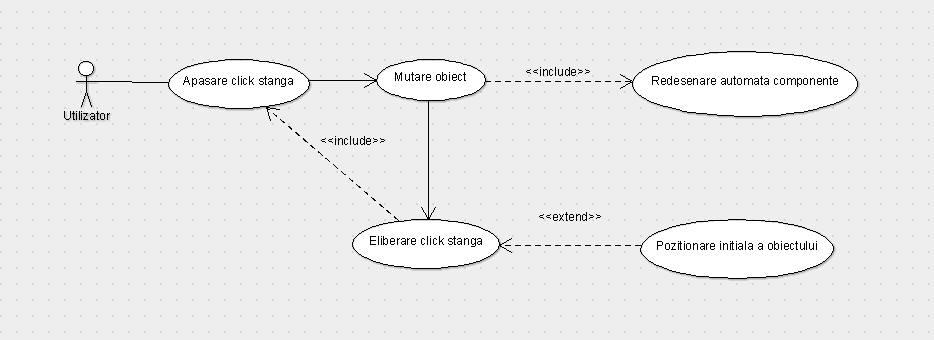 Apasare click stanga
Mutare obiect
<<include>>
Redesenare automata componente
Utilizator
<<include>>
<<extend>>
Eliberare click stanga
Pozitionare initiala a obiectului